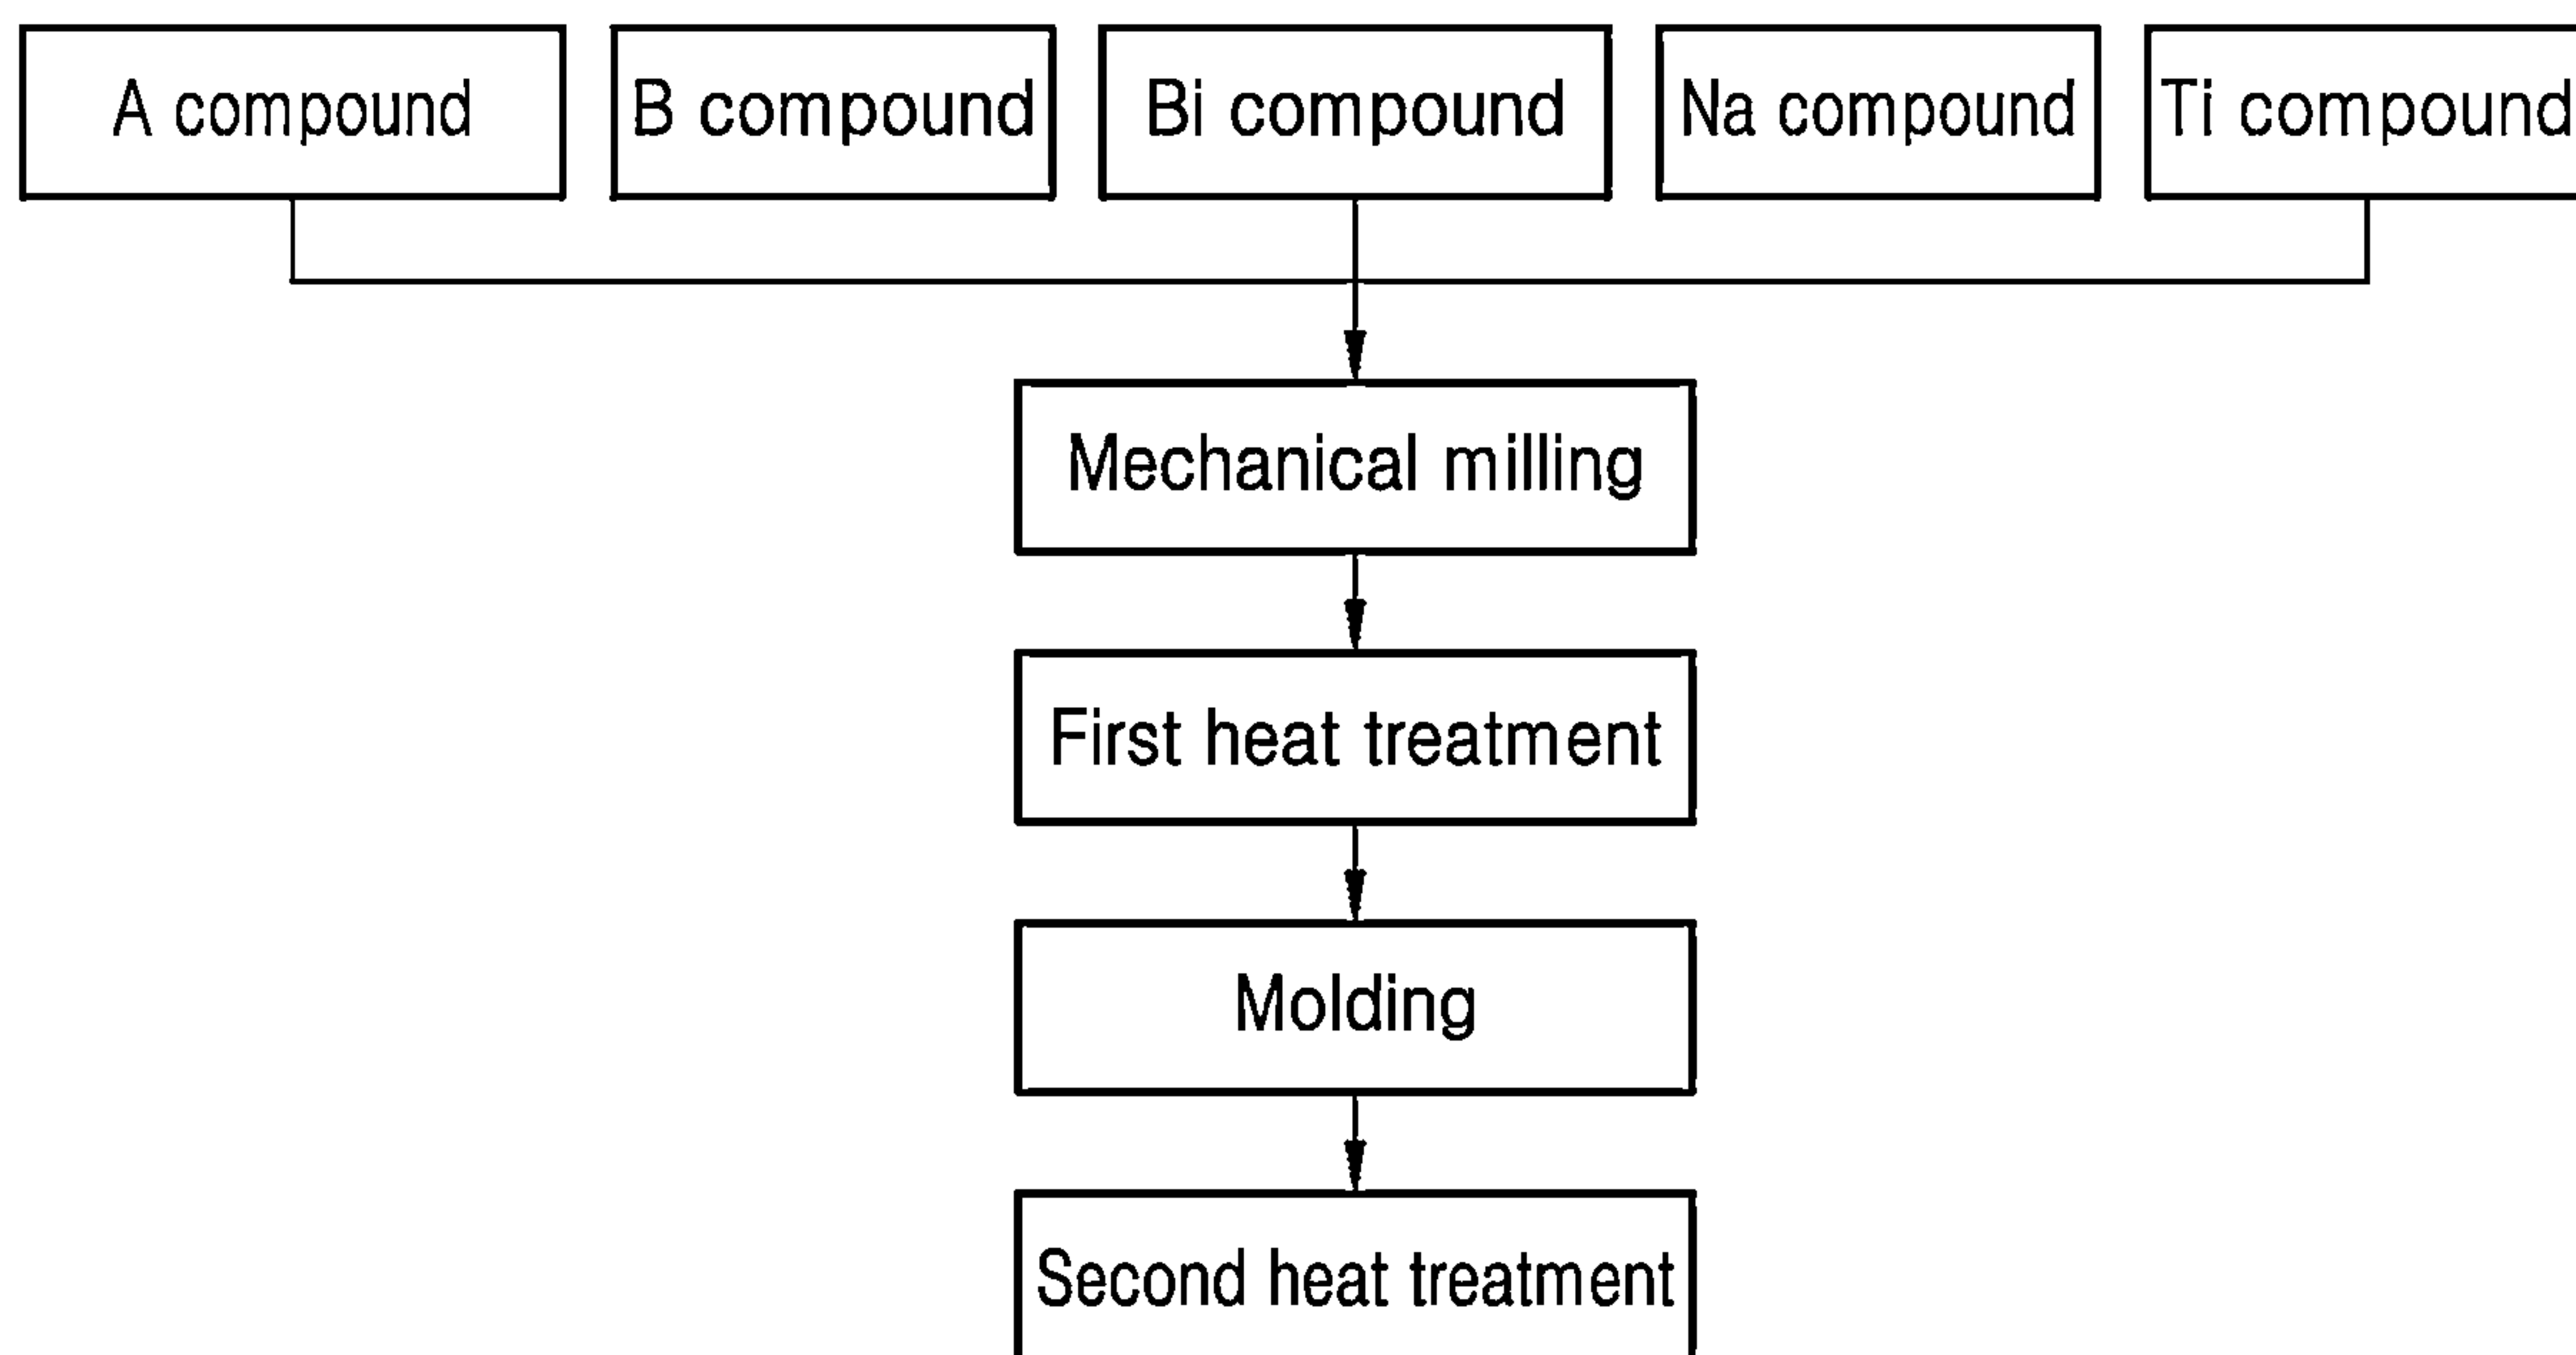 A compound
B compound
Bi compound
Na compound
Ti compound
Mechanical milling
First heat treatment
Molding
Second heat treatment